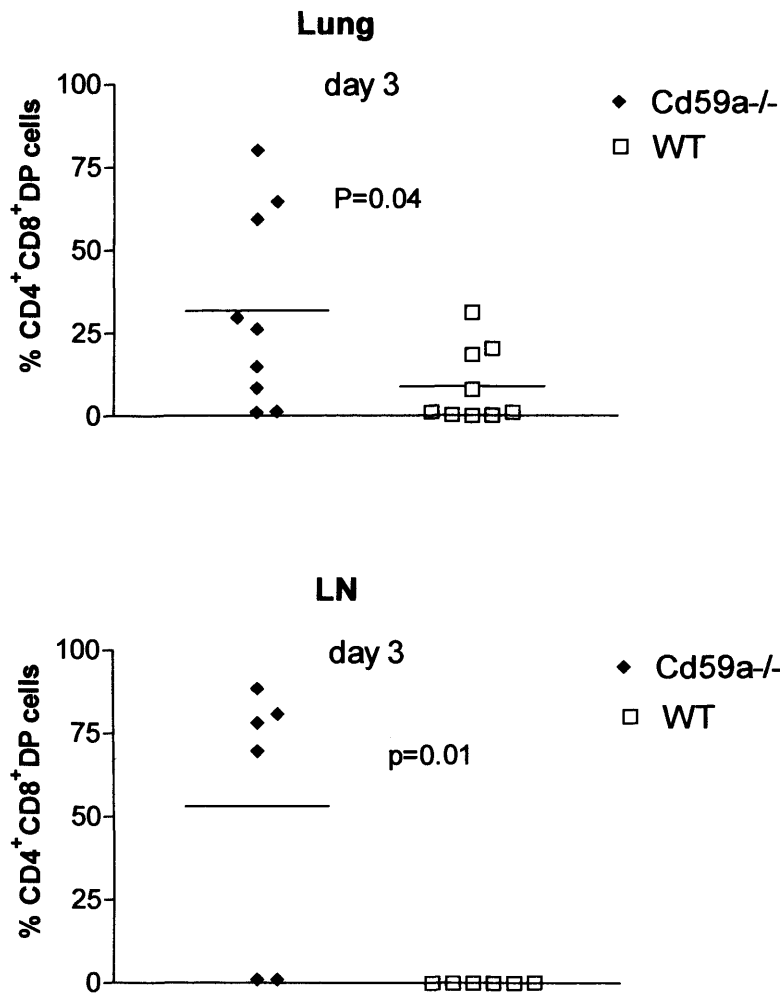 Lung
day 3
% CD4⁺CD8⁺DP cells
100
75
50
25
0
P=0.04
Cd59a-/-
WT
LN
day 3
% CD4⁺CD8⁺DP cells
100
75
50
25
0
p=0.01
Cd59a-/-
WT